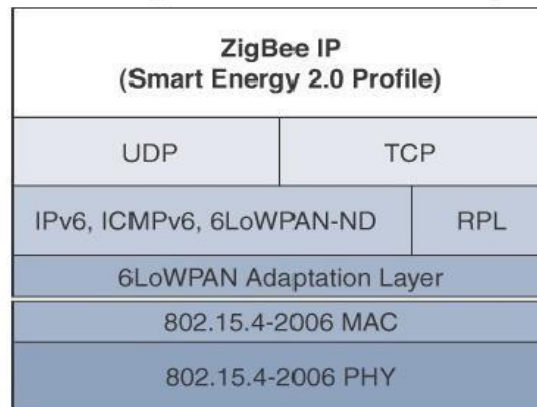 ZigBee IP
(Smart Energy 2.0 Profile)
UDP TCP
IPv6, ICMPv6, 6LoWPAN-ND RPL
6LoWPAN Adaptation Layer
802.15.4-2006 MAC
802.15.4-2006 PHY